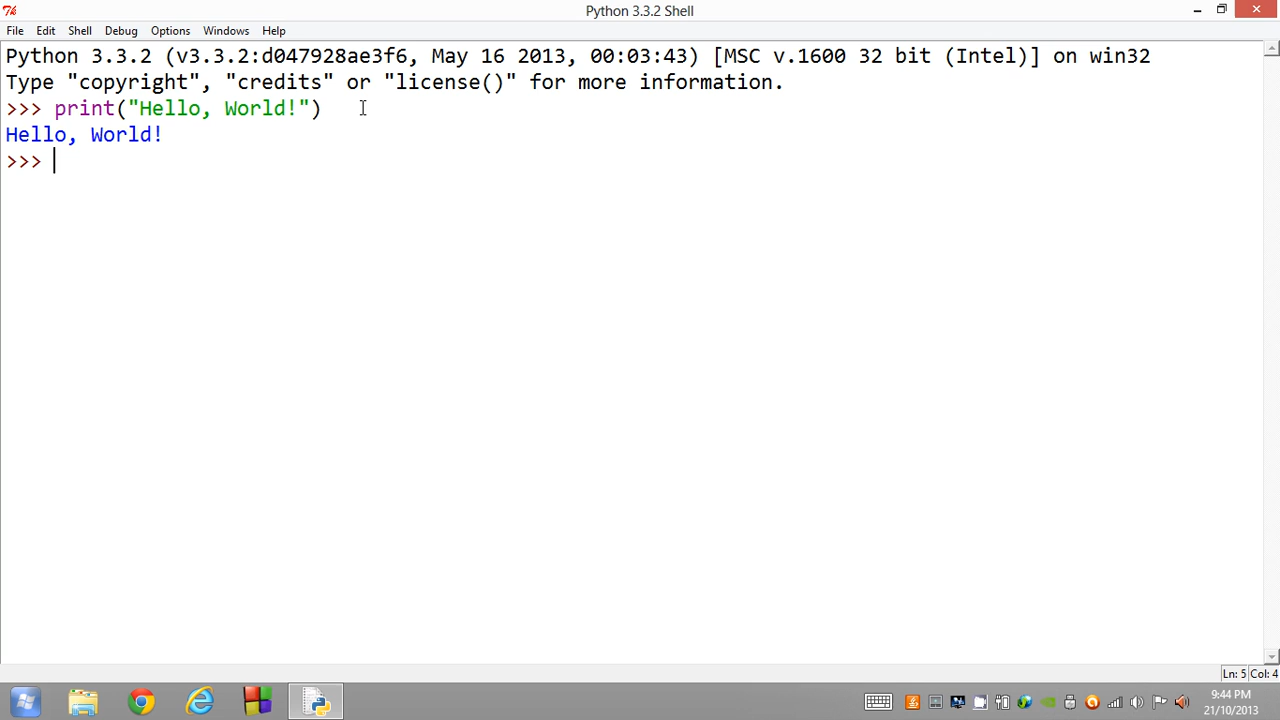 Python 3.3.2 Shell
File Edit Shell Debug Options Windows Help
Python 3.3.2 (v3.3.2:d047928ae3f6, May 16 2013, 00:03:43) [MSC v.1600 32 bit (Intel)] on win32
Type "copyright", "credits" or "license()" for more information.
>>> print("Hello, World!")
Hello, World!
>>>
Ln: 5 Col: 4
9:44 PM
21/10/2013